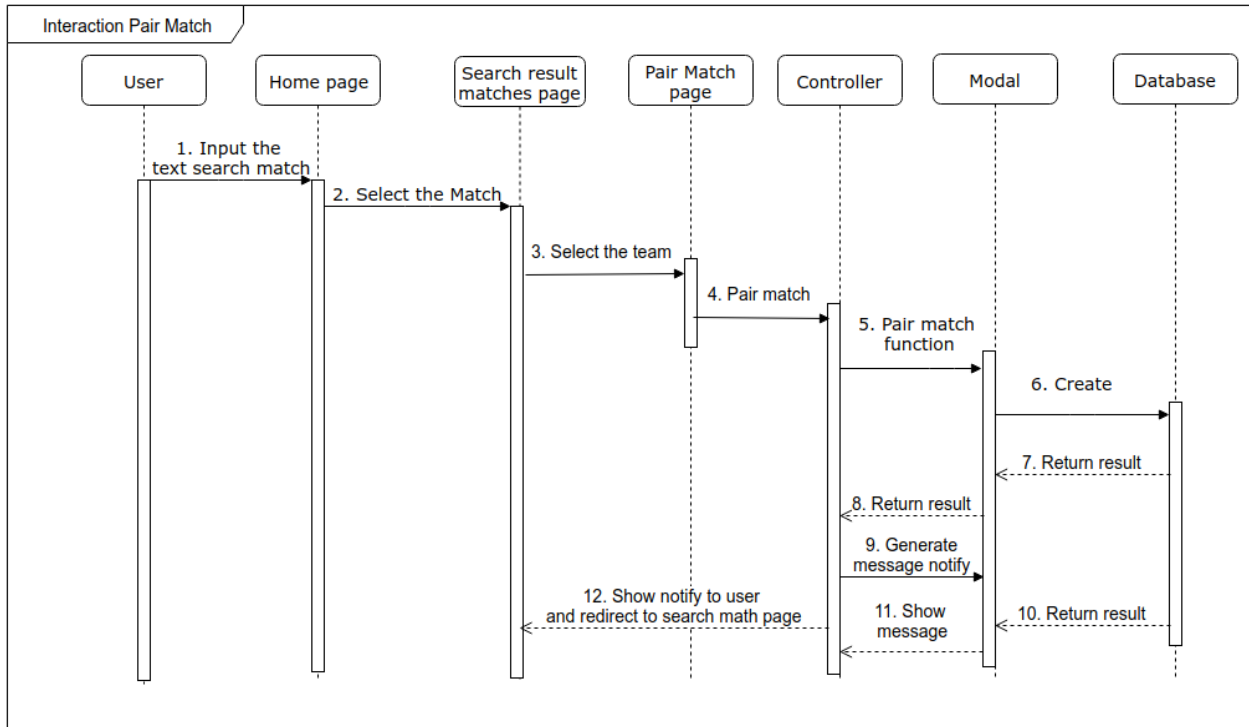 Interaction Pair Match
User
Home page
Search result
matches page
Pair Match
page
Controller
Modal
Database
1. Input the
text search match
2. Select the Match
3. Select the team
4. Pair match
5. Pair match
function
6. Create
7. Return result
8. Return result
9. Generate
message notify
12. Show notify to user
and redirect to search math page
11. Show
message
10. Return result